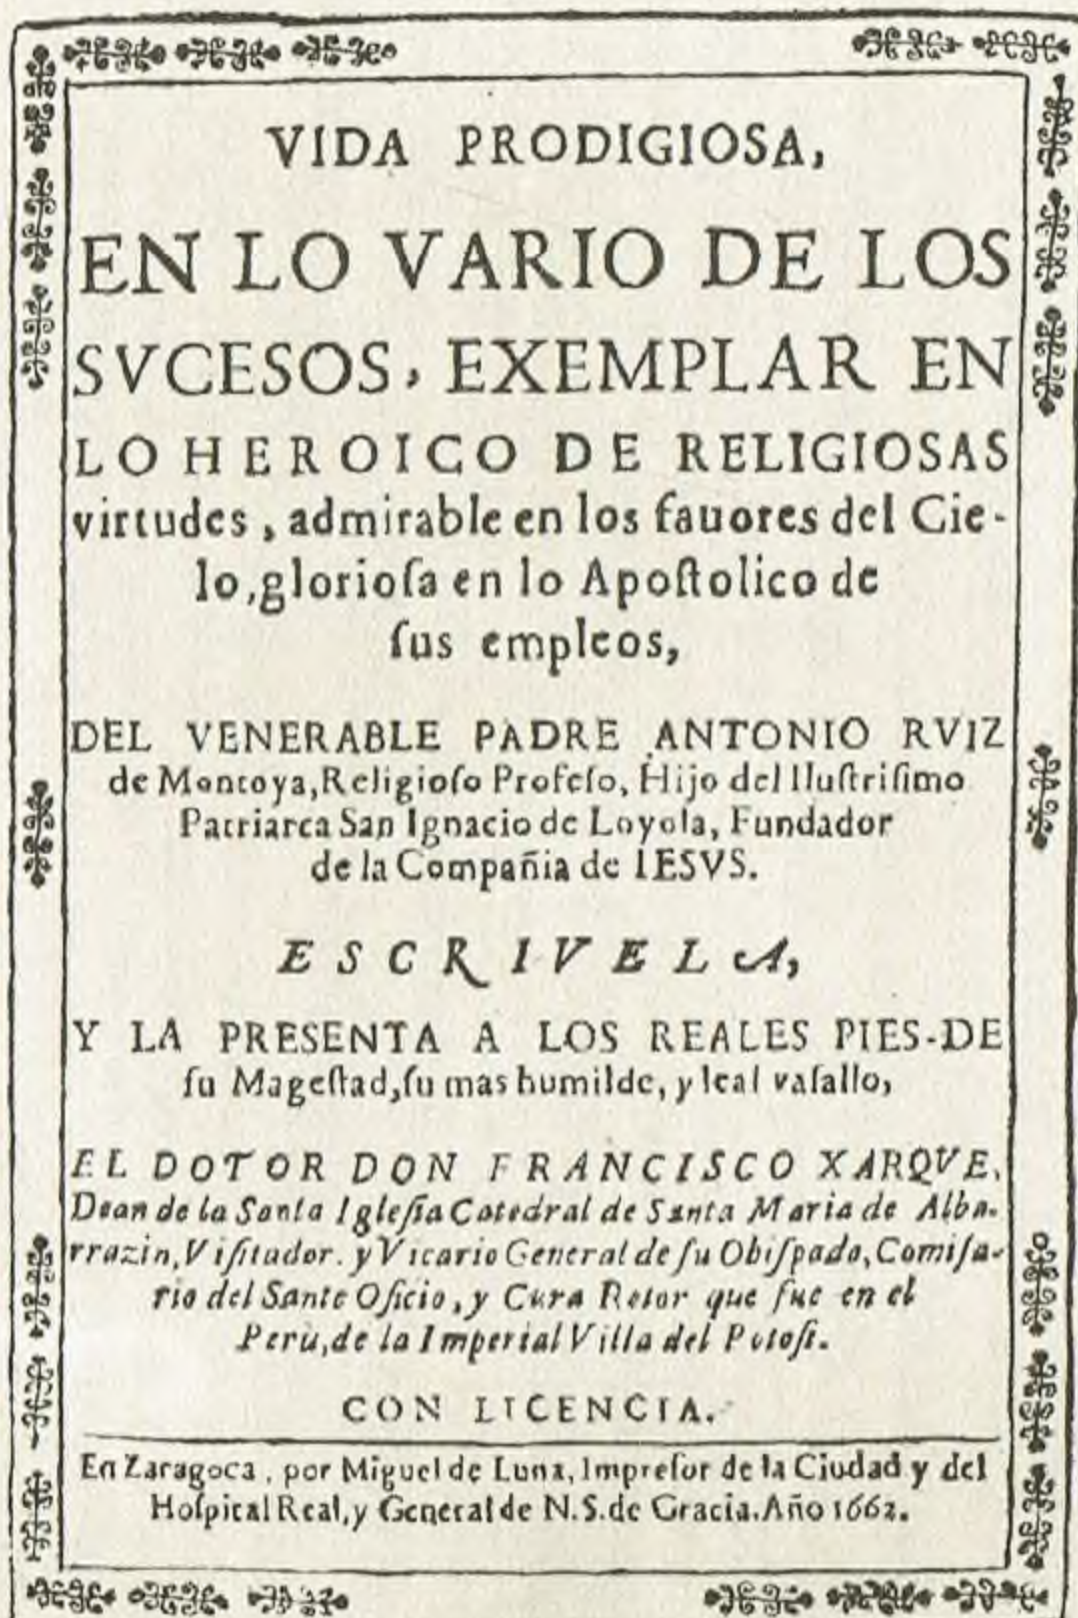 VIDA PRODIGIOSA,
EN LO VARIO DE LOS
SVCESOS, EXEMPLAR EN
LO HEROICO DE RELIGIOSAS
virtudes, admirable en los fauores del Cie-
lo, glorioſa en lo Apoſtolico de
ſus empleos,
DEL VENERABLE PADRE ANTONIO RVIZ
de Montoya, Religioſo Profeſo, Hijo del Iluſtriſimo
Patriarca San Ignacio de Loyola, Fundador
de la Compañia de IESVS.
ESCRIVELA,
Y LA PRESENTA A LOS REALES PIES DE
ſu Mageſtad, ſu mas humilde, y leal vaſallo,
EL DOTOR DON FRANCISCO XARQVE,
Dean de la Santa Igleſia Catedral de Santa Maria de Alba-
rrazin, Viſitador. y Vicario General de ſu Obiſpado, Comiſa-
rio del Santo Oficio, y Cura Retor que fue en el
Perù, de la Imperial Villa del Potoſi.
CON LICENCIA.
En Zaragoca, por Miguel de Luna, Impreſor de la Ciudad y del
Hoſpital Real, y General de N. S. de Gracia. Año 1662.